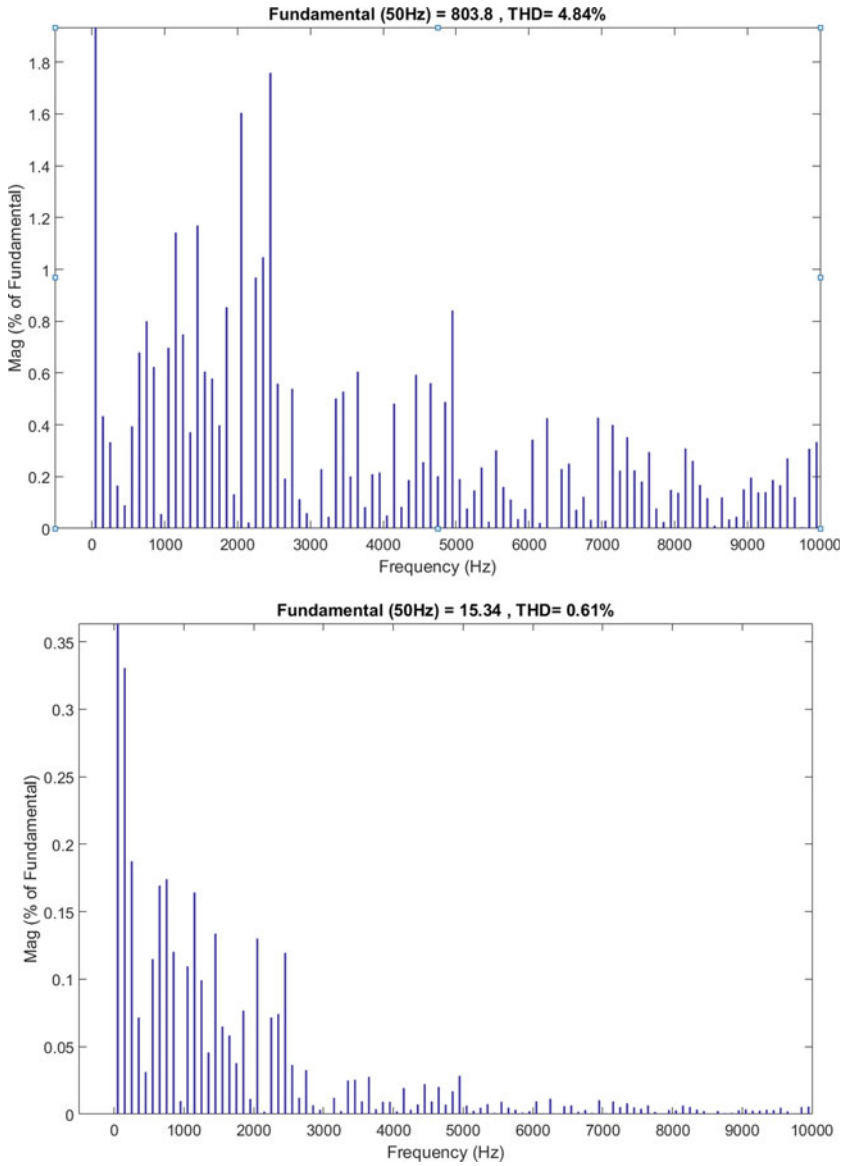 Fundamental (50Hz) = 803.8 , THD= 4.84%
Mag (% of Fundamental)
1.8
1.6
1.4
1.2
1
0.8
0.6
0.4
0.2
0
0 1000 2000 3000 4000 5000 6000 7000 8000 9000 10000
Frequency (Hz)
Fundamental (50Hz) = 15.34 , THD= 0.61%
Mag (% of Fundamental)
0.35
0.3
0.25
0.2
0.15
0.1
0.05
0
0 1000 2000 3000 4000 5000 6000 7000 8000 9000 10000
Frequency (Hz)